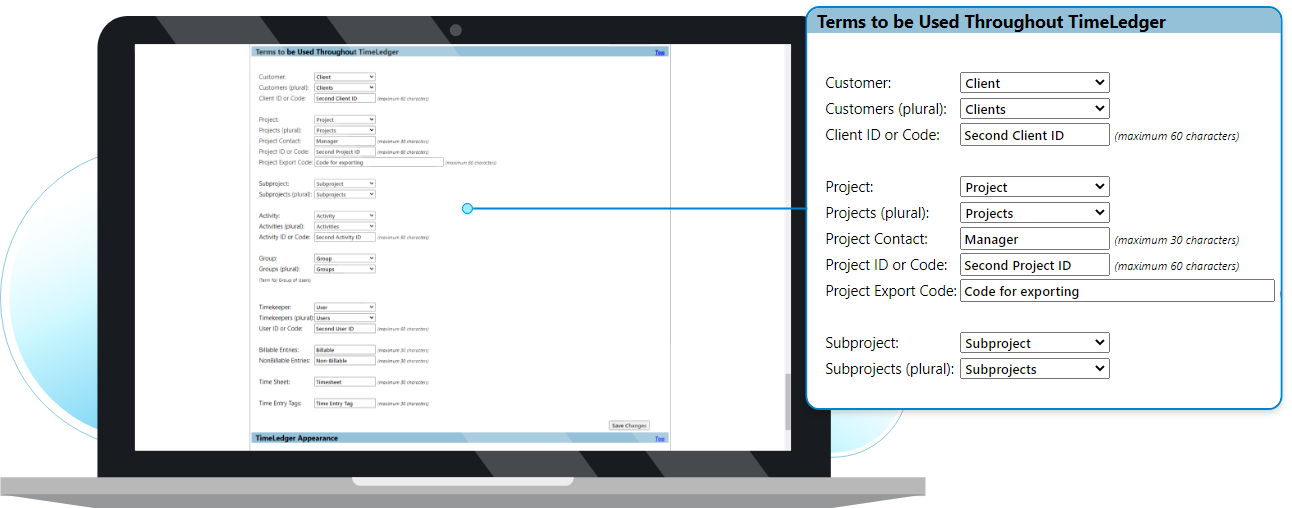 Terms to be Used Throughout TimeLedger
Top
Customer: Client
Customers (plural): Clients
Client ID or Code: Second Client ID (maximum 60 characters)
Project: Project
Projects (plural): Projects
Project Contact: Manager (maximum 30 characters)
Project ID or Code: Second Project ID (maximum 60 characters)
Project Export Code: Code for exporting (maximum 60 characters)
Subproject: Subproject
Subprojects (plural): Subprojects
Activity: Activity
Activities (plural): Activities
Activity ID or Code: Second Activity ID (maximum 60 characters)
Group: Group
Groups (plural): Groups
(Term for Group of Users)
Timekeeper: User
Timekeepers (plural): Users
User ID or Code: Second User ID (maximum 60 characters)
Billable Entries: Billable (maximum 30 characters)
NonBillable Entries: Non-Billable (maximum 30 characters)
Time Sheet: Timesheet (maximum 30 characters)
Time Entry Tags: Time Entry Tag (maximum 30 characters)
Save Changes
TimeLedger Appearance
Top
Terms to be Used Throughout TimeLedger
Customer: Client
Customers (plural): Clients
Client ID or Code: Second Client ID (maximum 60 characters)
Project: Project
Projects (plural): Projects
Project Contact: Manager (maximum 30 characters)
Project ID or Code: Second Project ID (maximum 60 characters)
Project Export Code: Code for exporting
Subproject: Subproject
Subprojects (plural): Subprojects